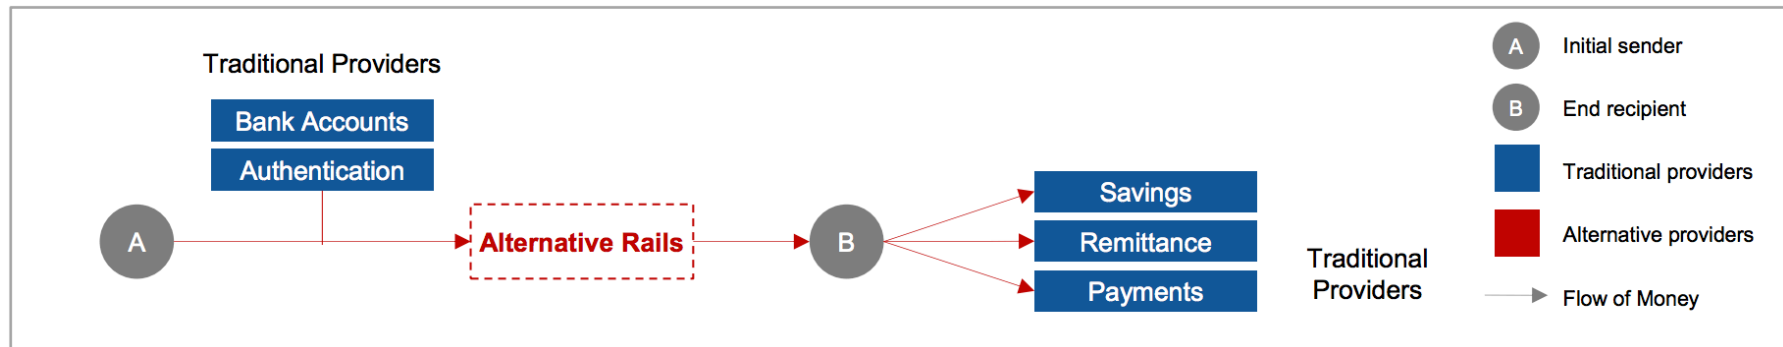 Traditional Providers
Bank Accounts
Authentication
A
Alternative Rails
B
Savings
Remittance
Payments
Traditional
Providers
A
Initial sender
B
End recipient
Traditional providers
Alternative providers
Flow of Money